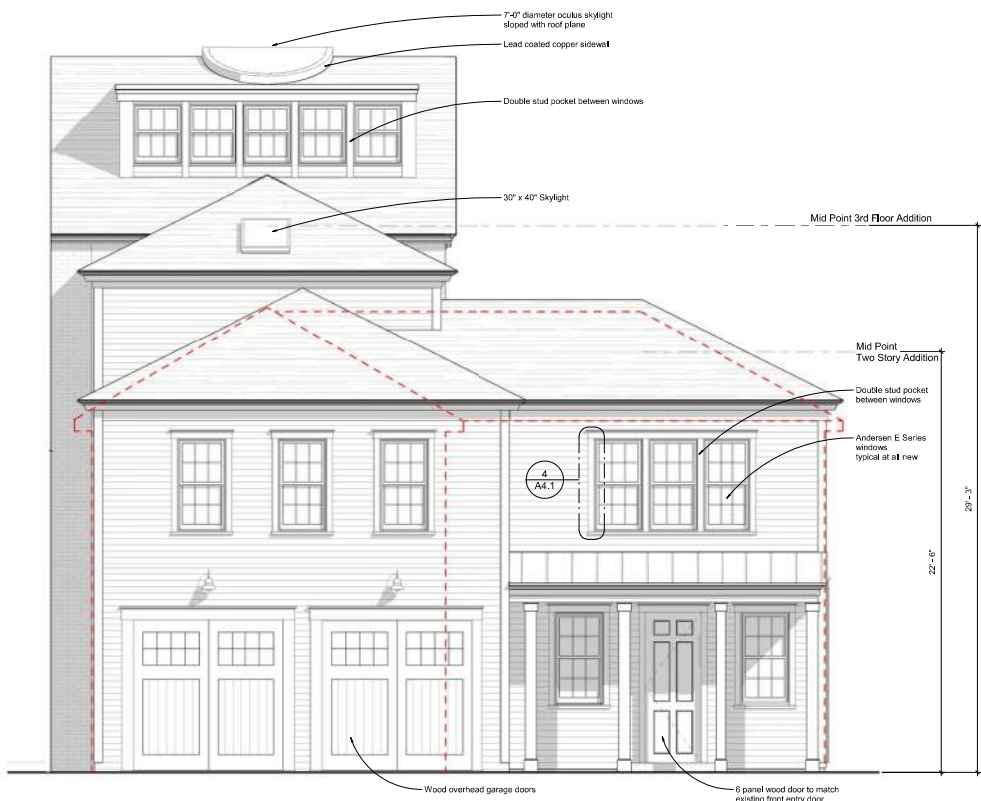 7'-0" diameter oculus skylight
sloped with roof plane
Lead coated copper sidewall
Double stud pocket between windows
30" x 40" Skylight
Mid Point 3rd Floor Addition
Mid Point
Two Story Addition
Double stud pocket
between windows
Andersen E Series
windows
typical at all new
4
A4.1
29' - 3"
22' - 6"
Wood overhead garage doors
6 panel wood door to match
existing front entry door